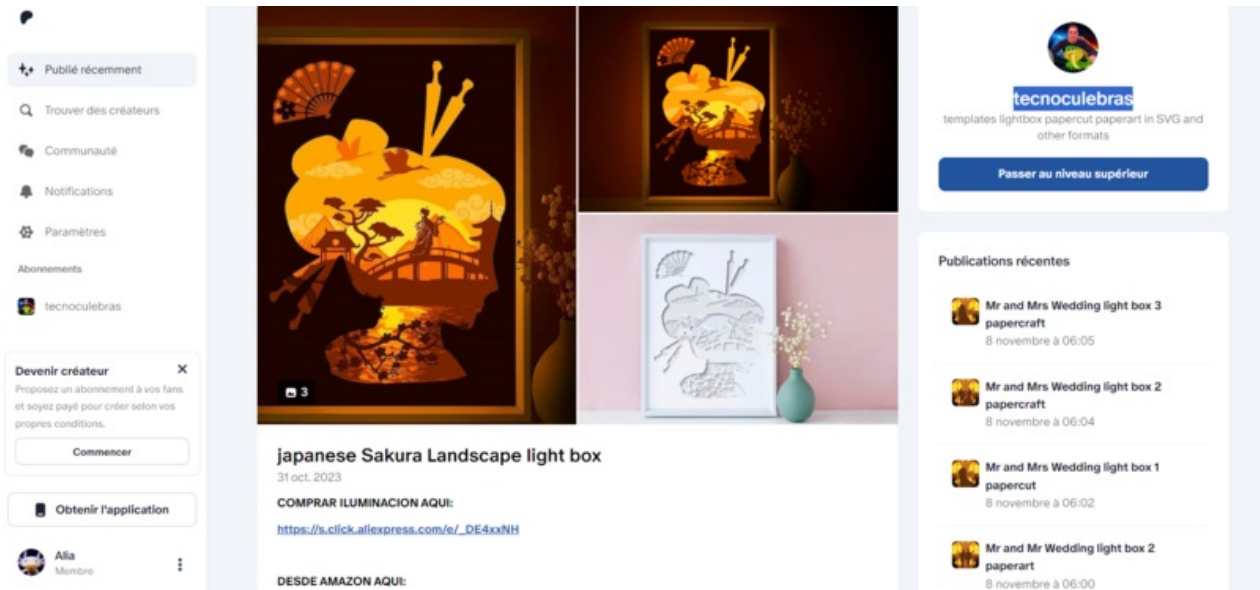 Publié récemment
Trouver des créateurs
Communauté
Notifications
Paramètres
Abonnements
tecnoculebras
Devenir créateur
Proposez un abonnement à vos fans
et soyez payé pour créer selon vos
propres conditions.
Commencer
Obtenir l'application
Alia
Membre
3
japanese Sakura Landscape light box
31 oct. 2023
COMPRAR ILUMINACION AQUI:
https://s.click.aliexpress.com/e/_DE4xxNH
DESDE AMAZON AQUI:
tecnoculebras
templates lightbox papercut paperart in SVG and
other formats
Passer au niveau supérieur
Publications récentes
Mr and Mrs Wedding light box 3
papercraft
8 novembre à 06:05
Mr and Mrs Wedding light box 2
papercraft
8 novembre à 06:04
Mr and Mrs Wedding light box 1
papercut
8 novembre à 06:02
Mr and Mr Wedding light box 2
paperart
8 novembre à 06:00